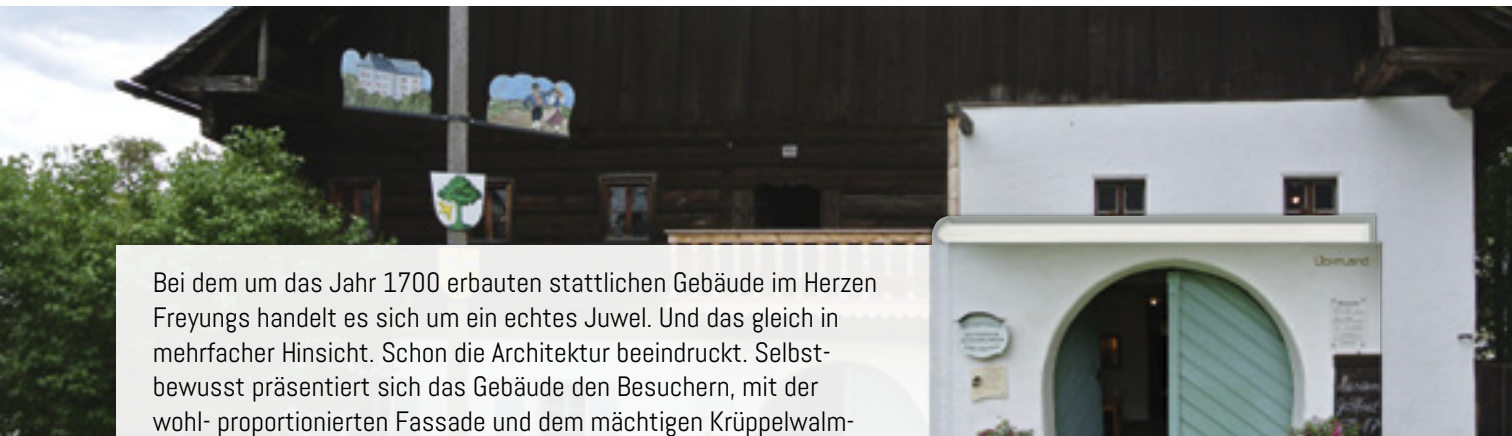 Bei dem um das Jahr 1700 erbauten stattlichen Gebäude im Herzen
Freyungs handelt es sich um ein echtes Juwel. Und das gleich in
mehrfacher Hinsicht. Schon die Architektur beeindruckt. Selbst-
bewusst präsentiert sich das Gebäude den Besuchern, mit der
wohl- proportionierten Fassade und dem mächtigen Krüppelwalm-